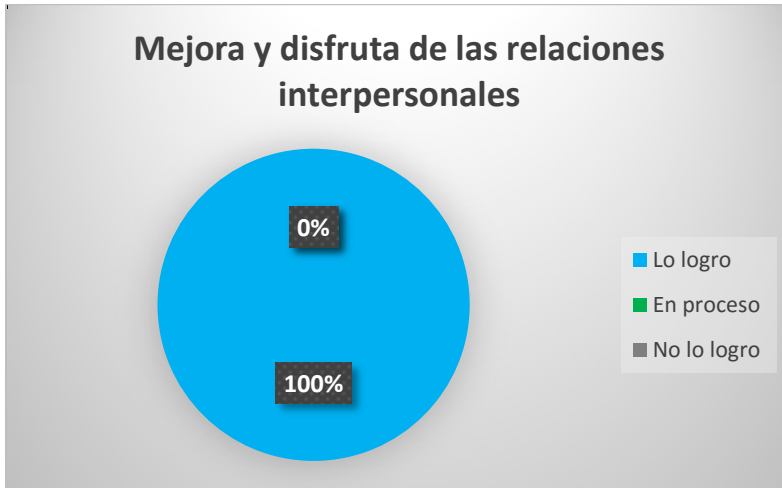 Mejora y disfruta de las relaciones
interpersonales
0%
100%
Lo logro
En proceso
No lo logro